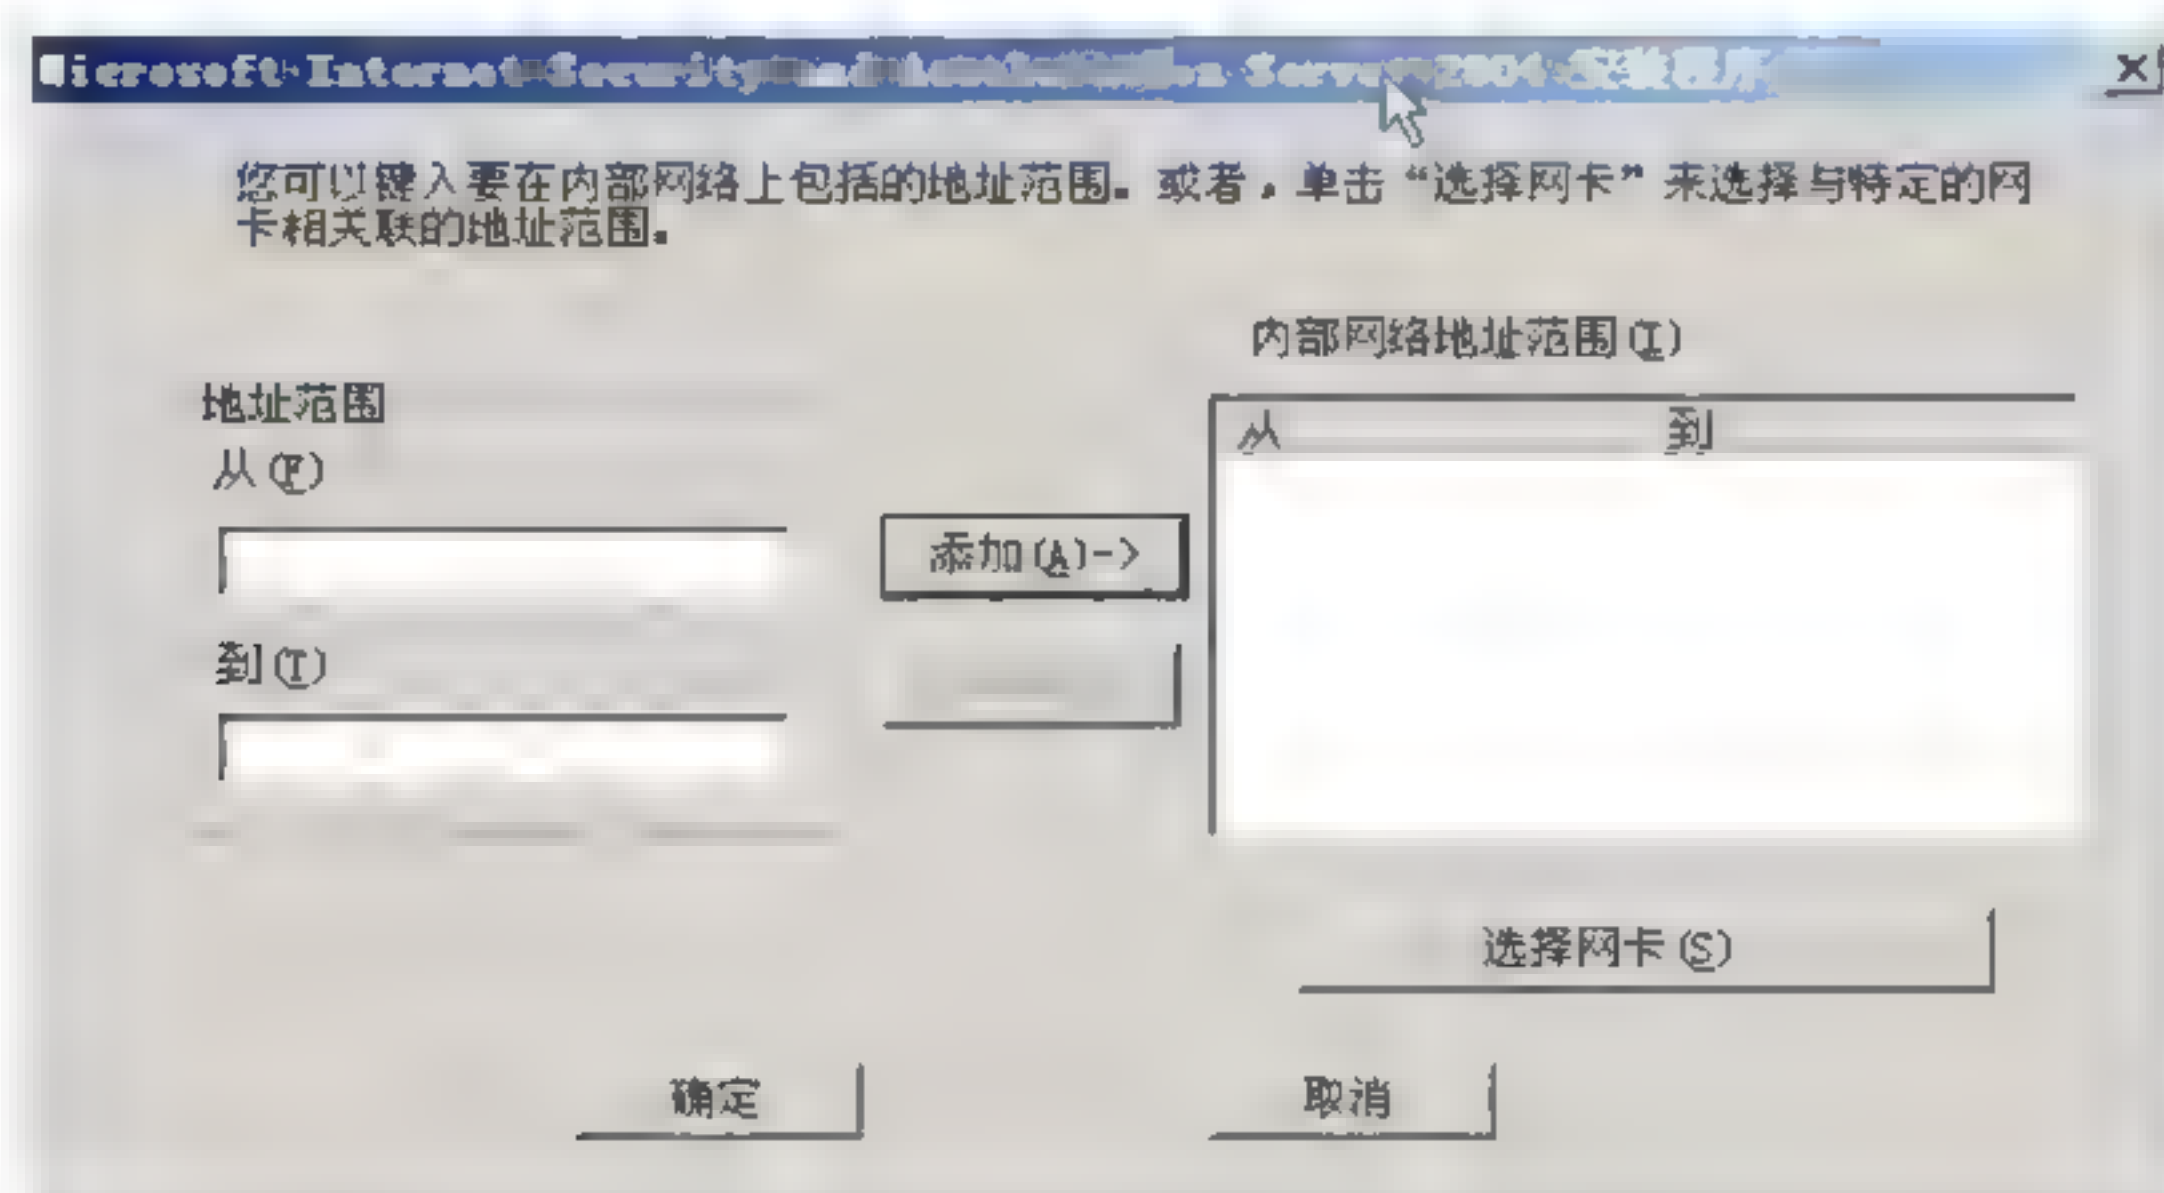 Microsoft Internet Security and Acceleration Server 2004 安装程序
您可以键入要在内部网络上包括的地址范围。或者，单击“选择网卡”来选择与特定的网
卡相关联的地址范围。
内部网络地址范围(I)
地址范围
从 到
从(F)
添加(A)->
到(T)
选择网卡(S)
确定 取消